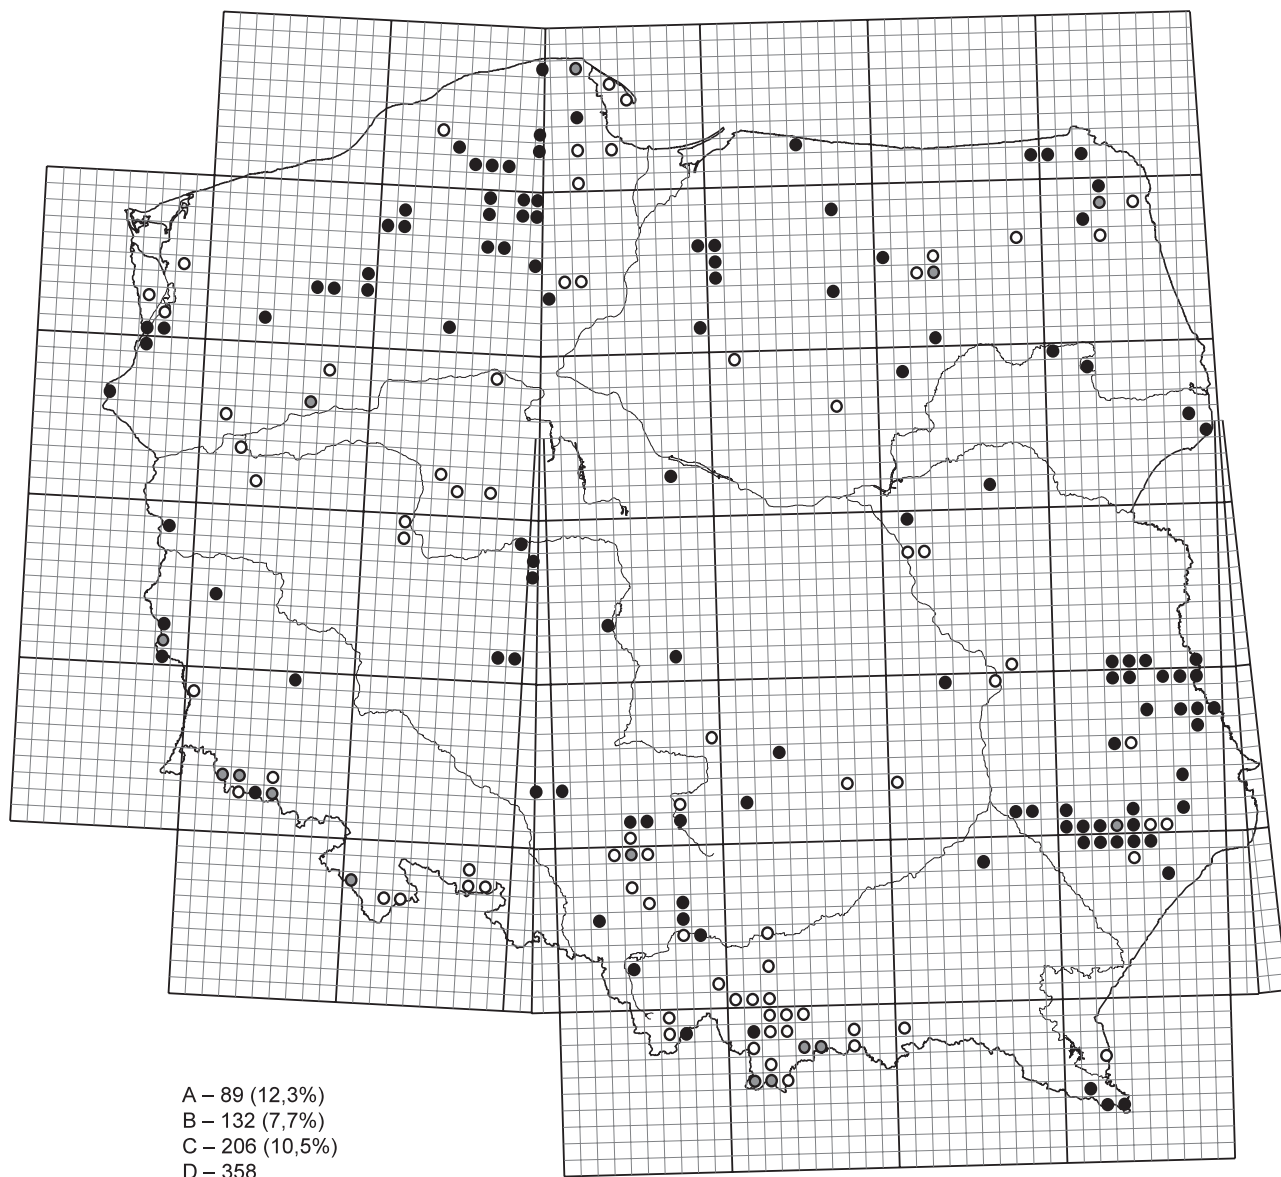 A – 89 (12,3%)
B – 132 (7,7%)
C – 206 (10,5%)
D – 358